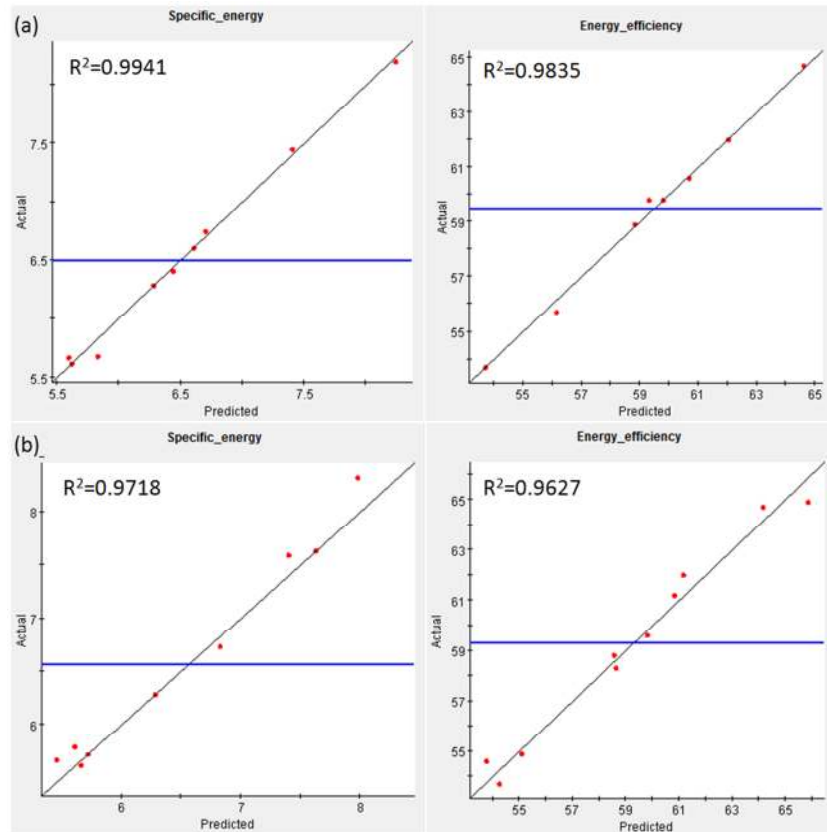 (a)
Specific_energy
R²=0.9941
7.5
6.5
5.5
Actual
5.5 6.5 7.5
Predicted
Energy_efficiency
R²=0.9835
65
63
61
59
57
55
Actual
55 57 59 61 63 65
Predicted
(b)
Specific_energy
R²=0.9718
8
7
6
Actual
6 7 8
Predicted
Energy_efficiency
R²=0.9627
65
63
61
59
57
55
Actual
55 57 59 61 63 65
Predicted